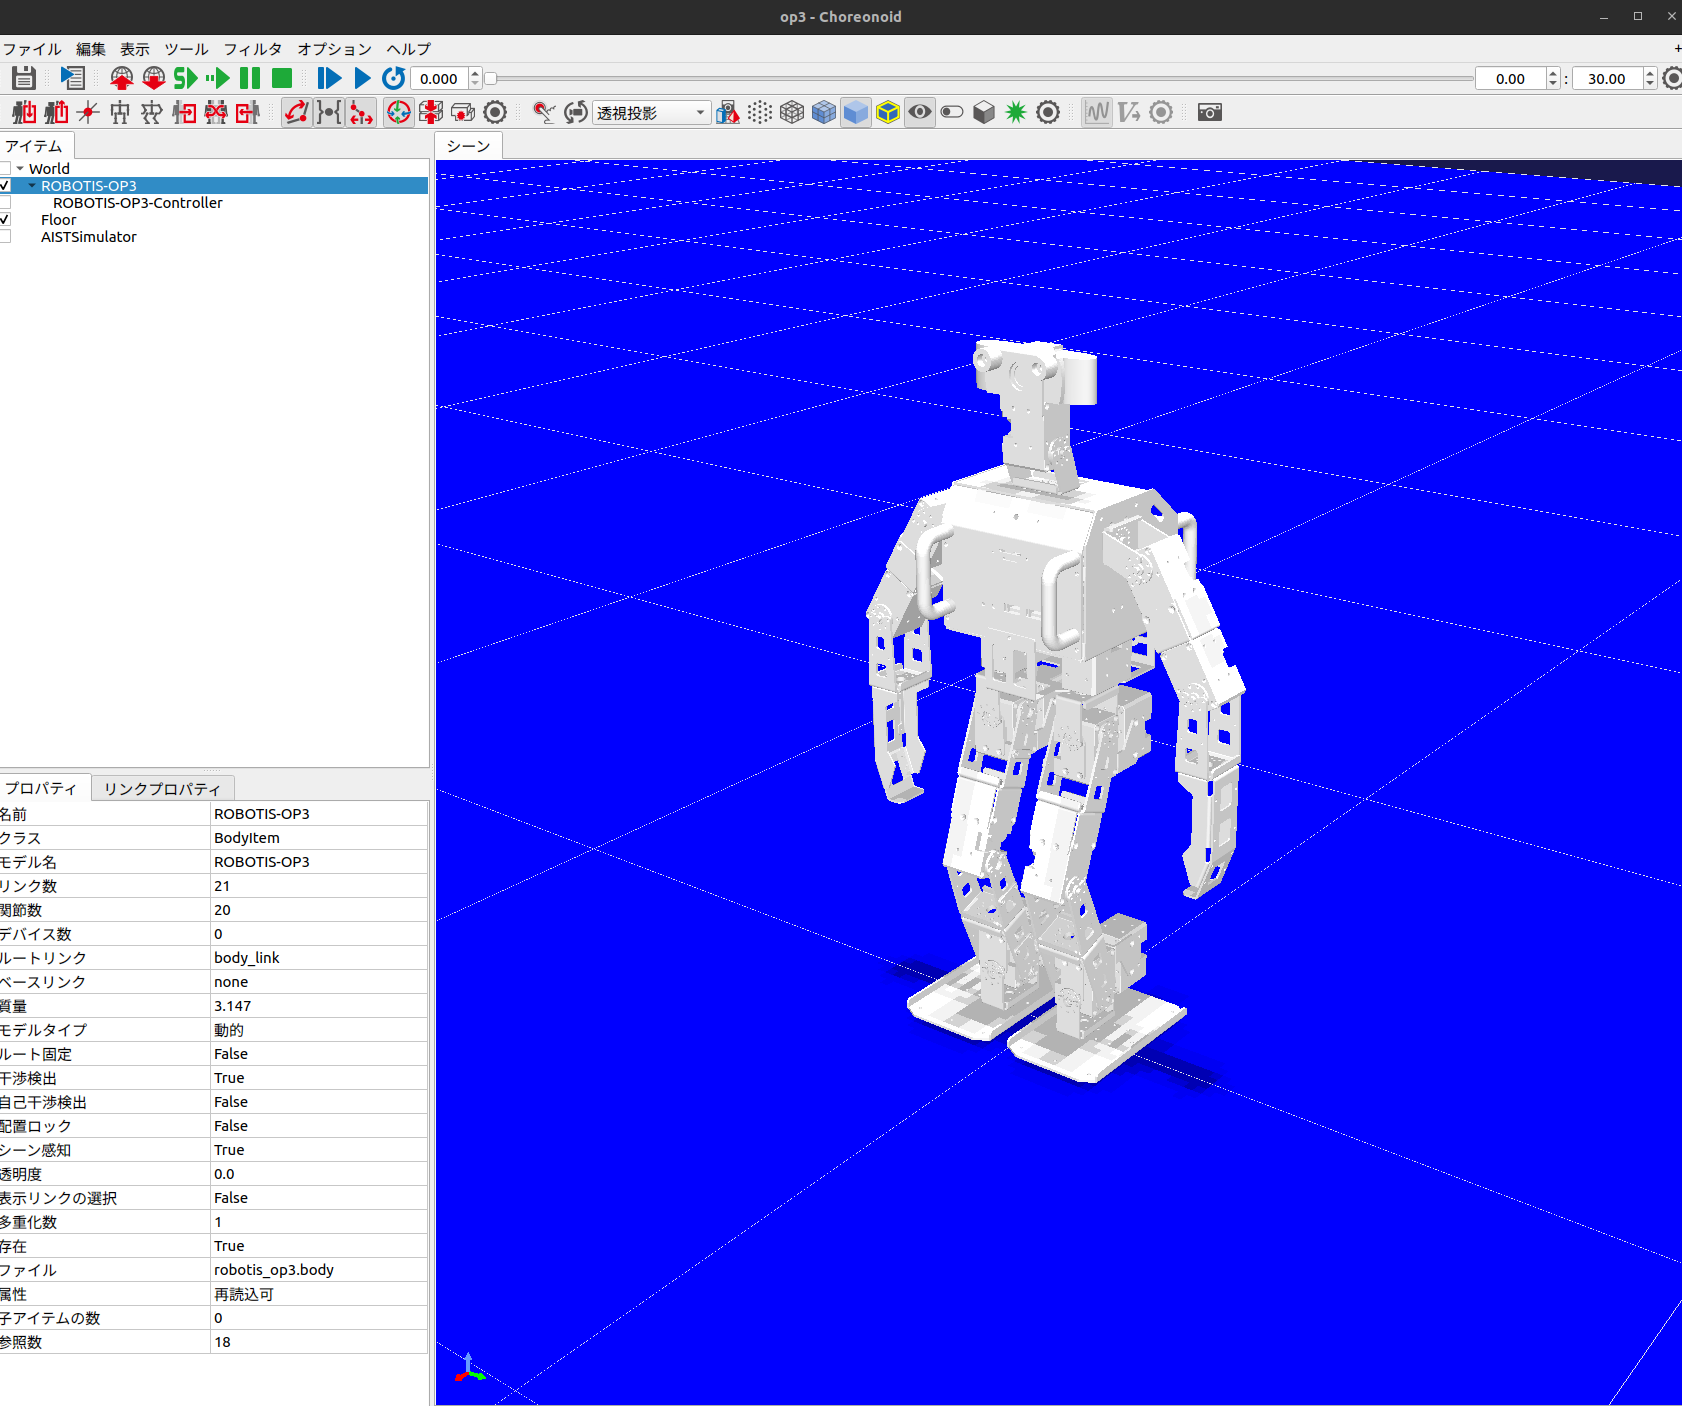 op3 - Choreonoid
ファイル 編集 表示 ツール フィルタ オプション ヘルプ
0.000 0.00 : 30.00
透視投影
アイテム
シーン
World
ROBOTIS-OP3
ROBOTIS-OP3-Controller
Floor
AISTSimulator
プロパティ リンクプロパティ
名前 ROBOTIS-OP3
クラス BodyItem
モデル名 ROBOTIS-OP3
リンク数 21
関節数 20
デバイス数 0
ルートリンク body_link
ベースリンク none
質量 3.147
モデルタイプ 動的
ルート固定 False
干渉検出 True
自己干渉検出 False
配置ロック False
シーン感知 True
透明度 0.0
表示リンクの選択 False
多重化数 1
存在 True
ファイル robotis_op3.body
属性 再読込可
子アイテムの数 0
参照数 18